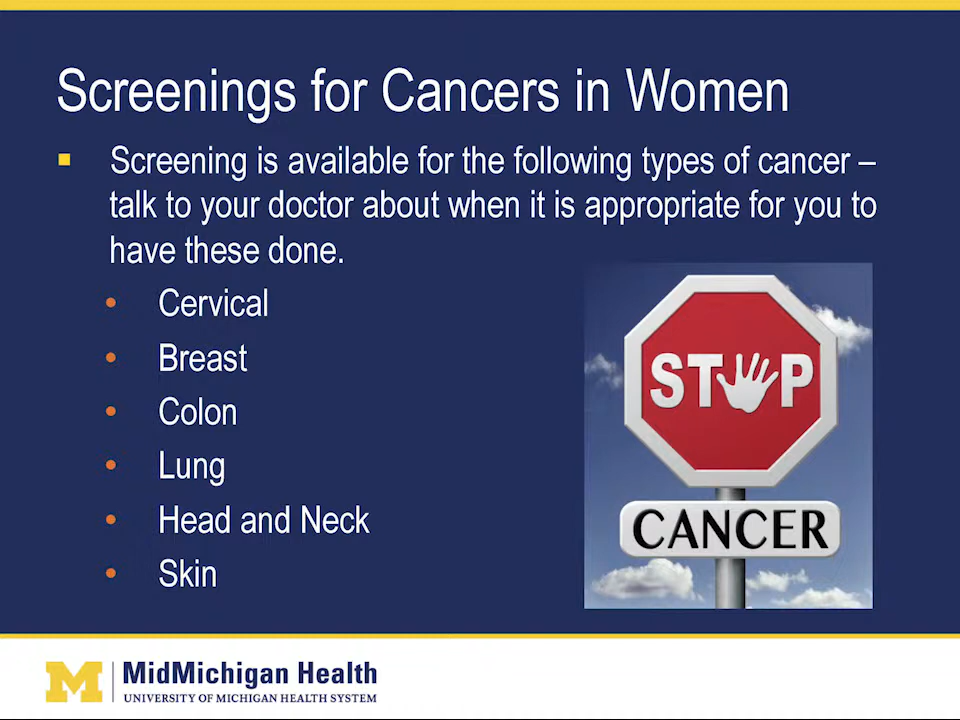 Screenings for Cancers in Women
▪ Screening is available for the following types of cancer –
talk to your doctor about when it is appropriate for you to
have these done.
• Cervical
• Breast
• Colon
• Lung
• Head and Neck
• Skin
STOP
CANCER
M
MidMichigan Health
UNIVERSITY OF MICHIGAN HEALTH SYSTEM